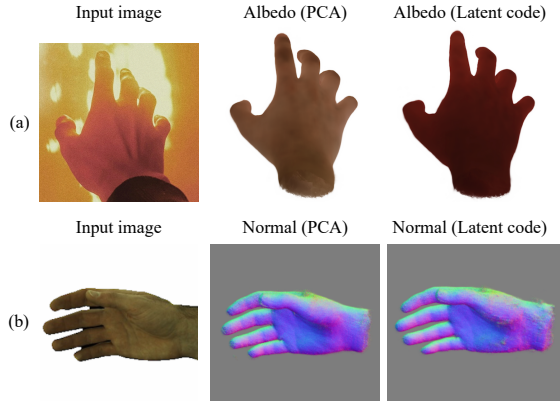 Input image Albedo (PCA) Albedo (Latent code)
(a)
Input image Normal (PCA) Normal (Latent code)
(b)